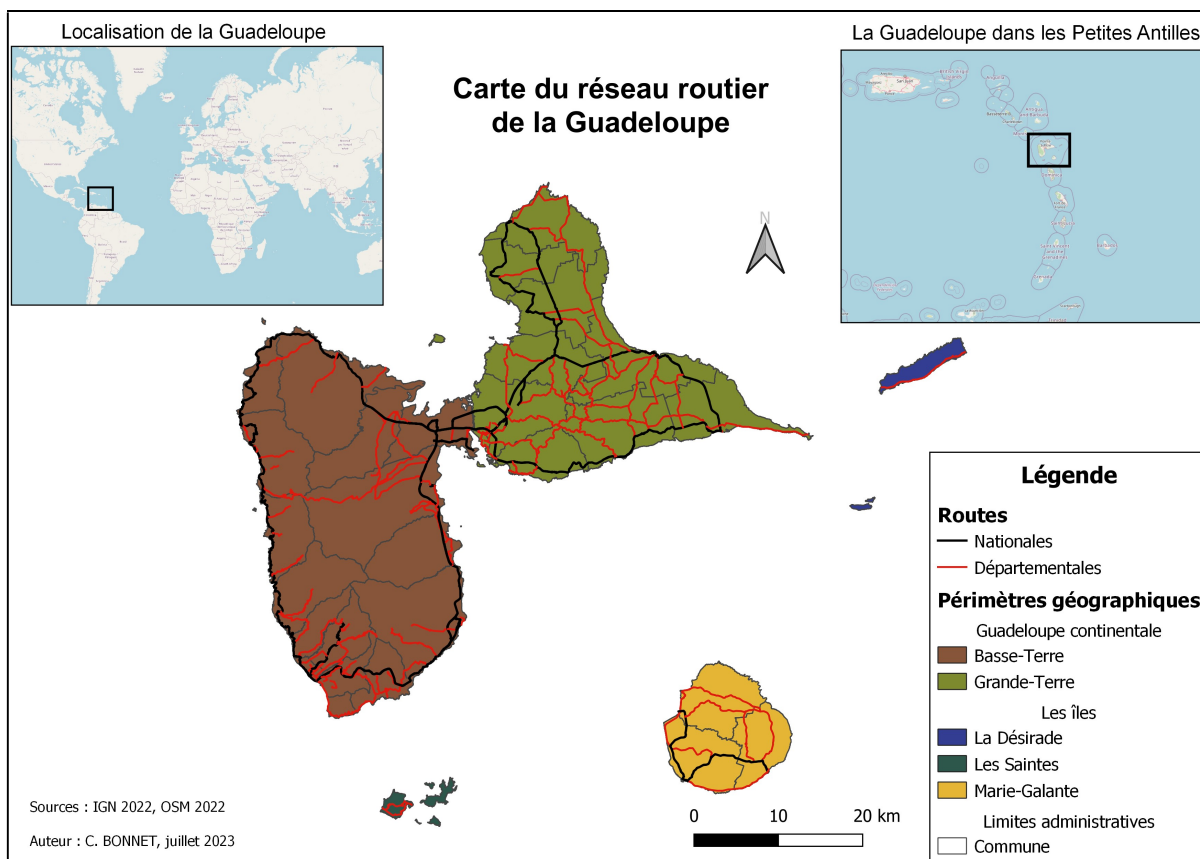 Localisation de la Guadeloupe
La Guadeloupe dans les Petites Antilles
Carte du réseau routier
de la Guadeloupe
N
Légende
Routes
Nationales
Départementales
Périmètres géographiques
Guadeloupe continentale
Basse-Terre
Grande-Terre
Les îles
La Désirade
Les Saintes
Marie-Galante
Limites administratives
Commune
0 10 20 km
Sources : IGN 2022, OSM 2022
Auteur : C. BONNET, juillet 2023